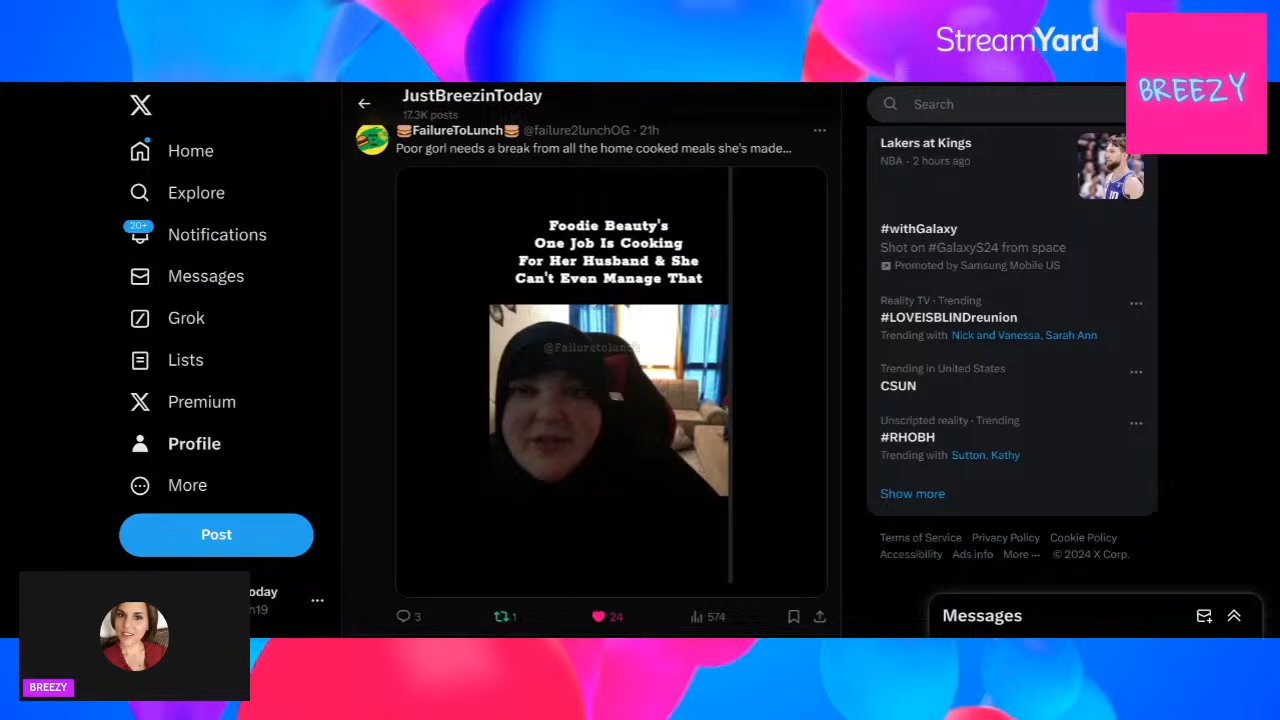 StreamYard
BREEZY
JustBreezinToday
17.3K posts
FailureToLunch @failure2lunchOG · 21h
Poor gorl needs a break from all the home cooked meals she's made...
Foodie Beauty's
One Job Is Cooking
For Her Husband & She
Can't Even Manage That
@Failuretolunch
3
1
24
574
Home
Explore
20+
Notifications
Messages
Grok
Lists
Premium
Profile
More
Post
oday
n19
BREEZY
Search
Lakers at Kings
NBA · 2 hours ago
#withGalaxy
Shot on #GalaxyS24 from space
Promoted by Samsung Mobile US
Reality TV · Trending
#LOVEISBLINDreunion
Trending with Nick and Vanessa, Sarah Ann
Trending in United States
CSUN
Unscripted reality · Trending
#RHOBH
Trending with Sutton, Kathy
Show more
Terms of Service Privacy Policy Cookie Policy
Accessibility Ads info More ··· © 2024 X Corp.
Messages